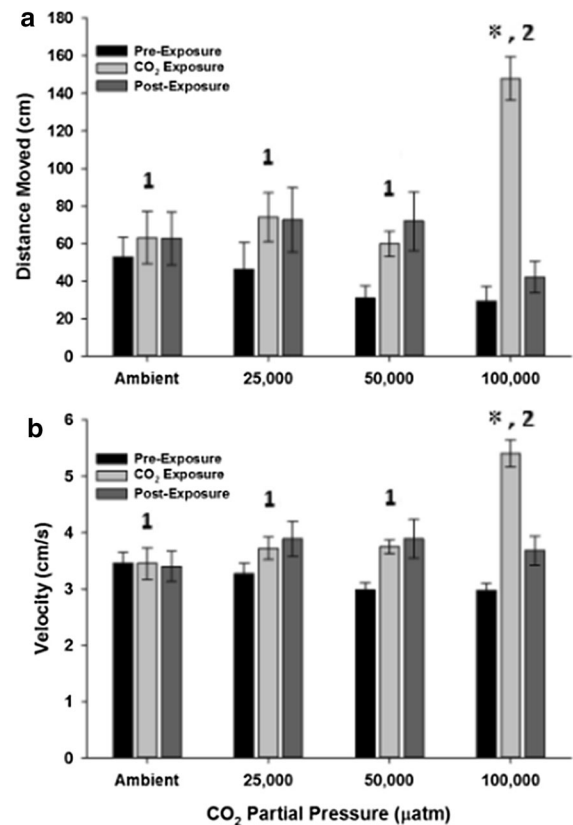 a
180
160
140
120
100
80
60
40
20
0
Distance Moved (cm)
Pre-Exposure
CO₂ Exposure
Post-Exposure
1
1
1
*, 2
Ambient 25,000 50,000 100,000
b
6
5
4
3
2
1
0
Velocity (cm/s)
Pre-Exposure
CO₂ Exposure
Post-Exposure
1
1
1
*, 2
Ambient 25,000 50,000 100,000
CO₂ Partial Pressure (µatm)